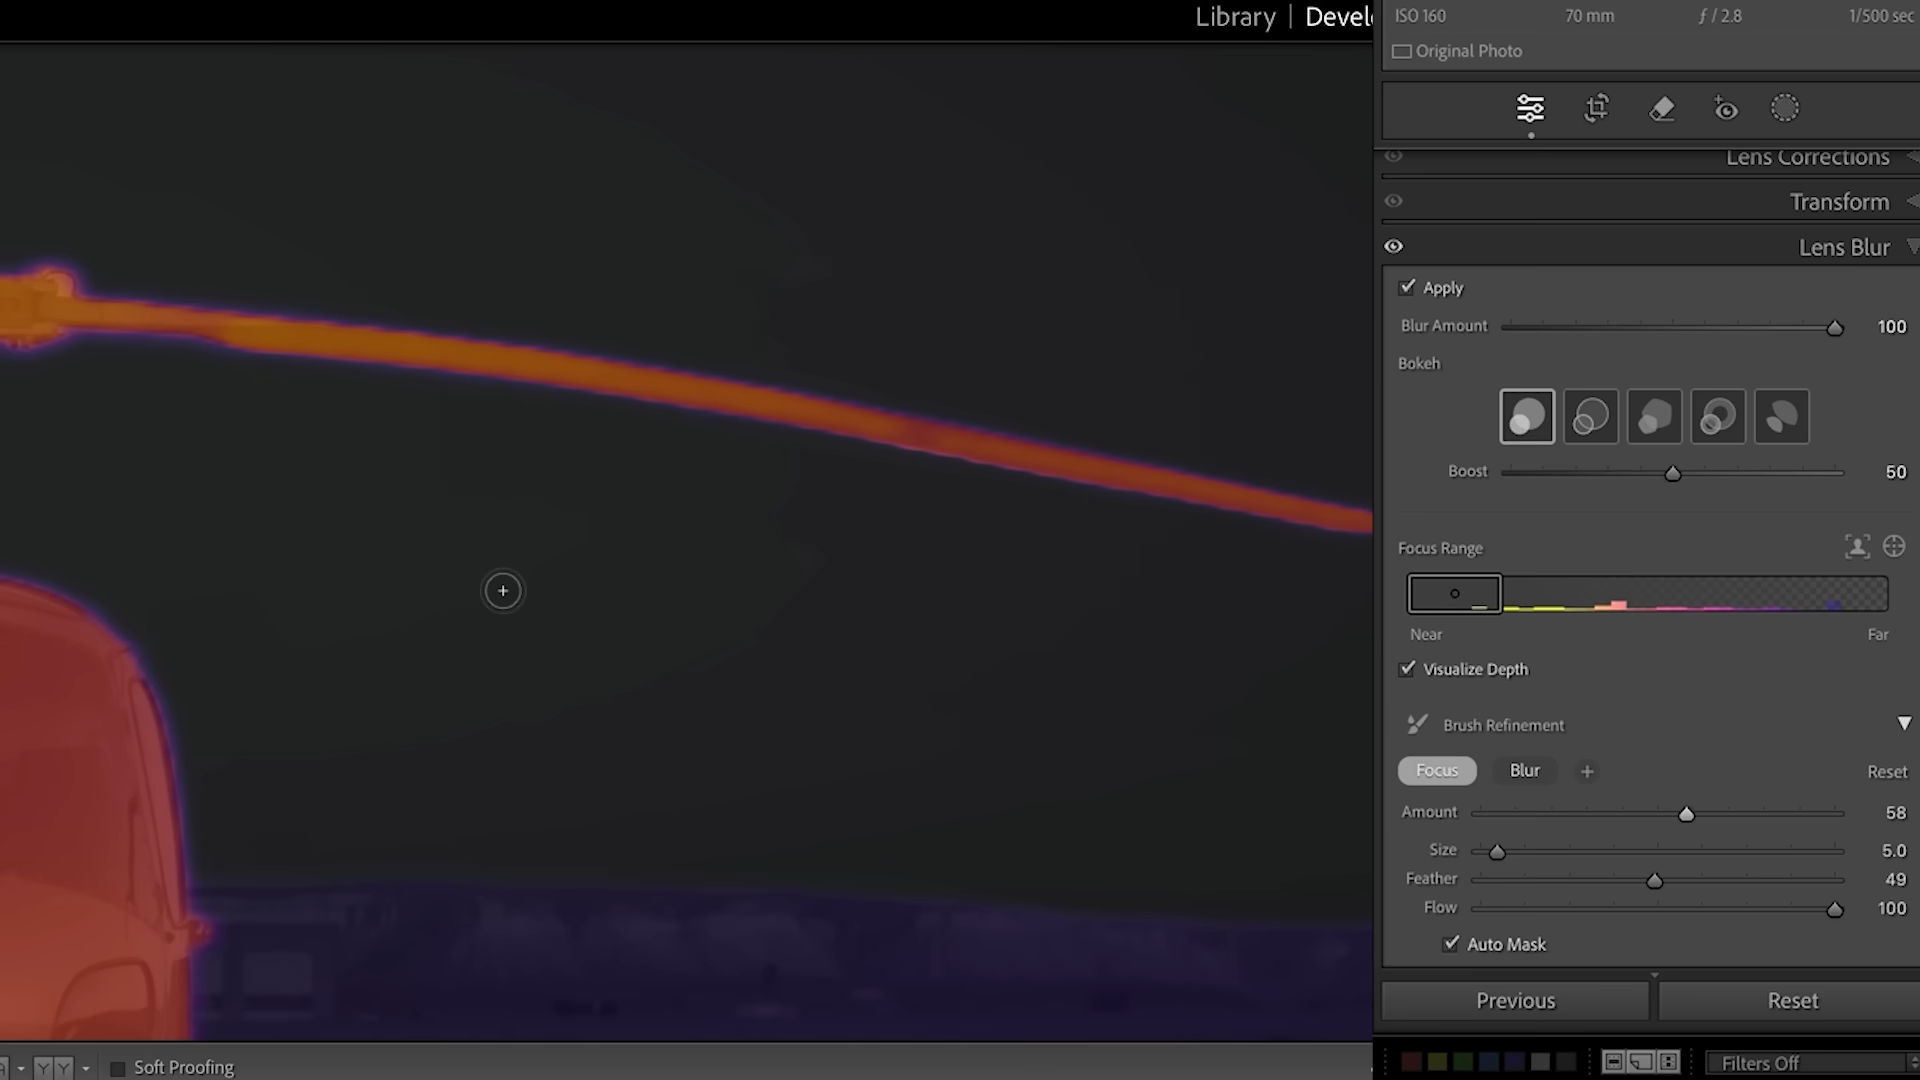 Library | Devel
ISO 160 70 mm ƒ / 2.8 1/500 sec
Original Photo
Lens Corrections
Transform
Lens Blur
Apply
Blur Amount 100
Bokeh
Boost 50
Focus Range
Near Far
Visualize Depth
Brush Refinement
Focus Blur + Reset
Amount 58
Size 5.0
Feather 49
Flow 100
Auto Mask
Previous Reset
Y Y Soft Proofing
Filters Off